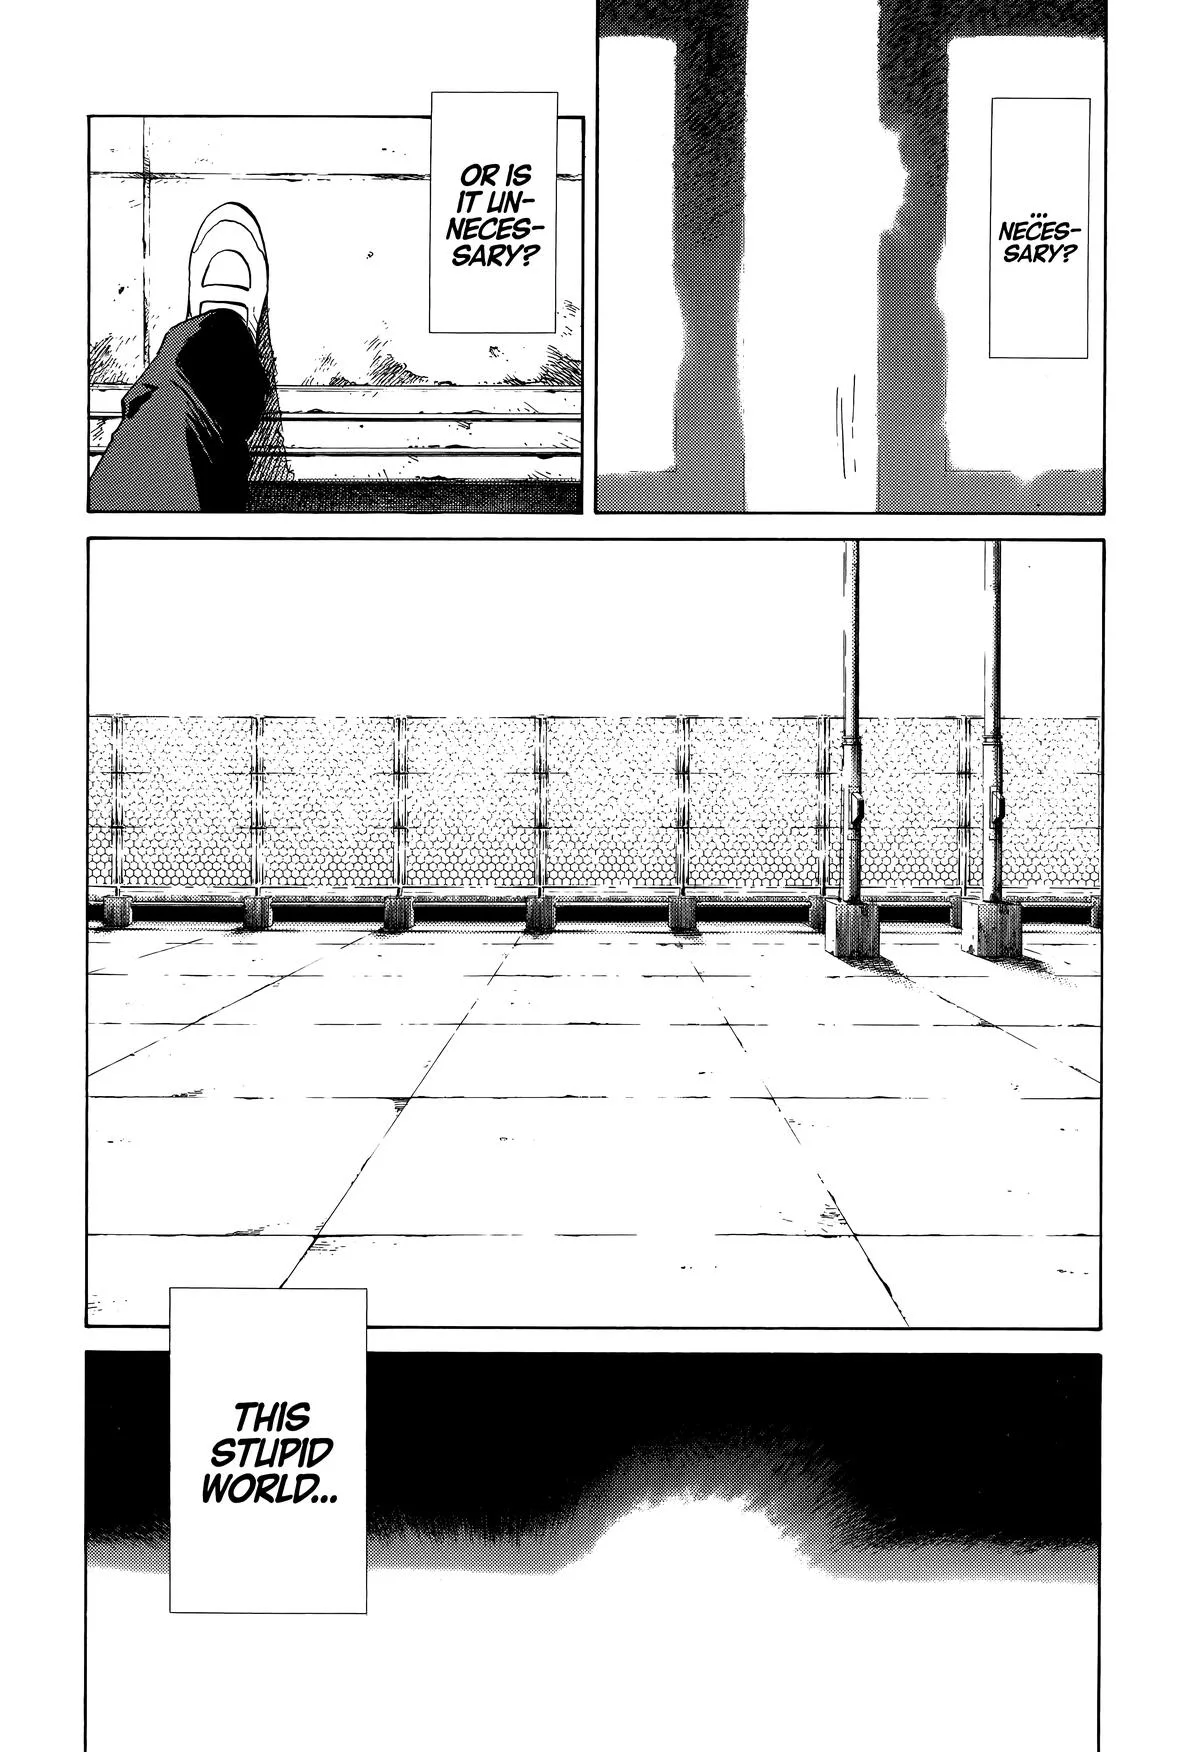 ...
NECES-
SARY?
OR IS
IT UN-
NECES-
SARY?
THIS
STUPID
WORLD...